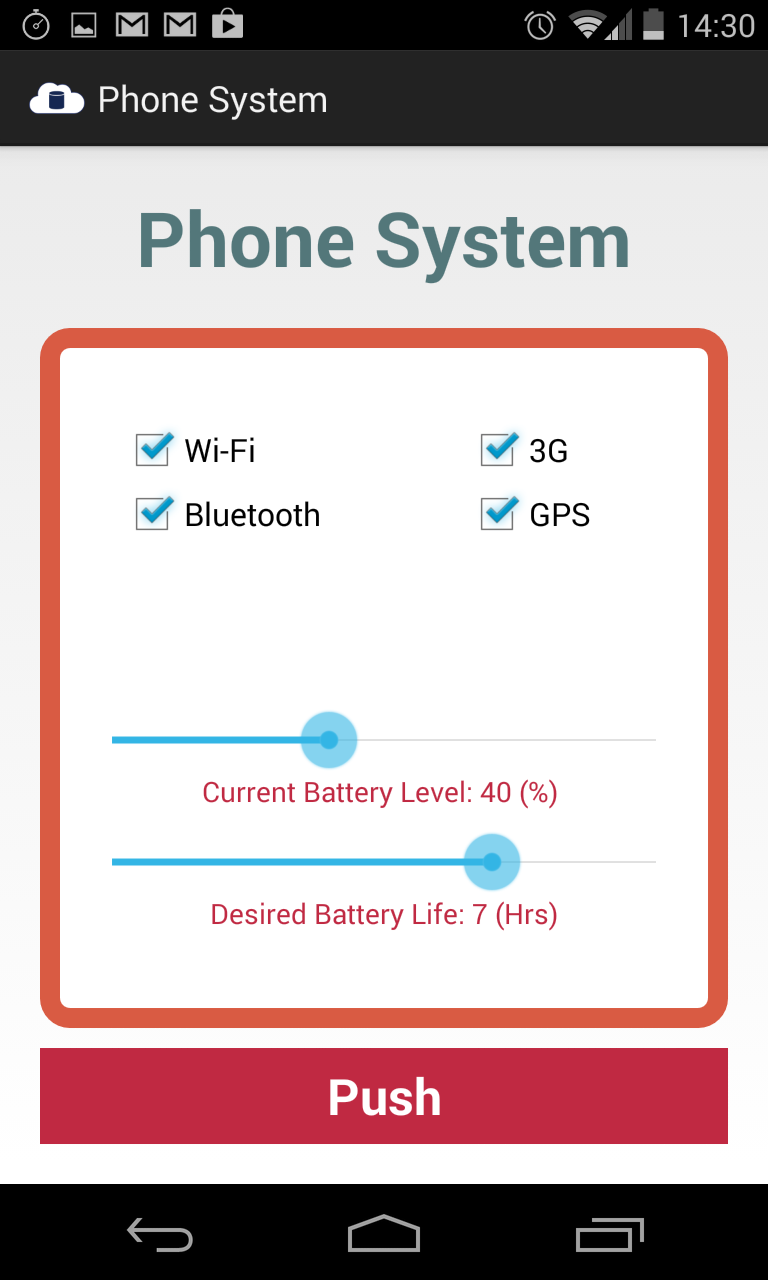 14:30
Phone System
Phone System
Wi-Fi 3G
Bluetooth GPS
Current Battery Level: 40 (%)
Desired Battery Life: 7 (Hrs)
Push